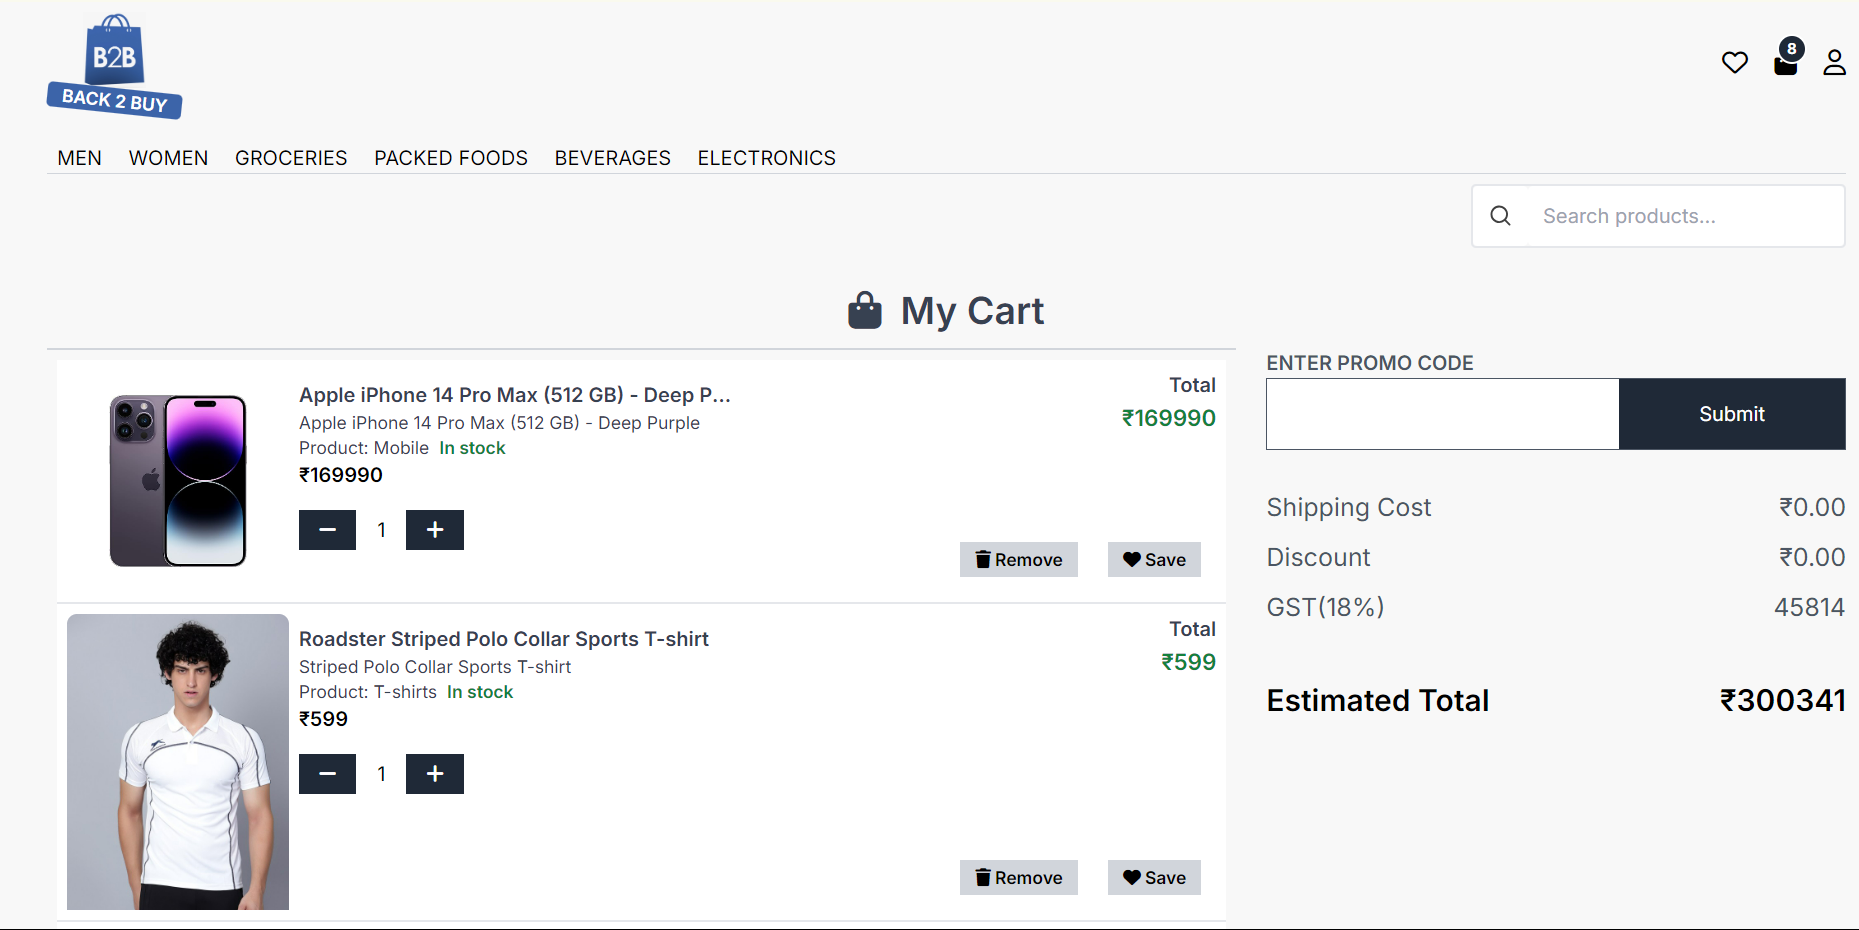 B2B
BACK 2 BUY
8
MEN WOMEN GROCERIES PACKED FOODS BEVERAGES ELECTRONICS
Search products...
My Cart
Apple iPhone 14 Pro Max (512 GB) - Deep P...
Apple iPhone 14 Pro Max (512 GB) - Deep Purple
Product: Mobile In stock
₹169990
1
Total
₹169990
Remove Save
Roadster Striped Polo Collar Sports T-shirt
Striped Polo Collar Sports T-shirt
Product: T-shirts In stock
₹599
1
Total
₹599
Remove Save
ENTER PROMO CODE
Submit
Shipping Cost ₹0.00
Discount ₹0.00
GST(18%) 45814
Estimated Total ₹300341